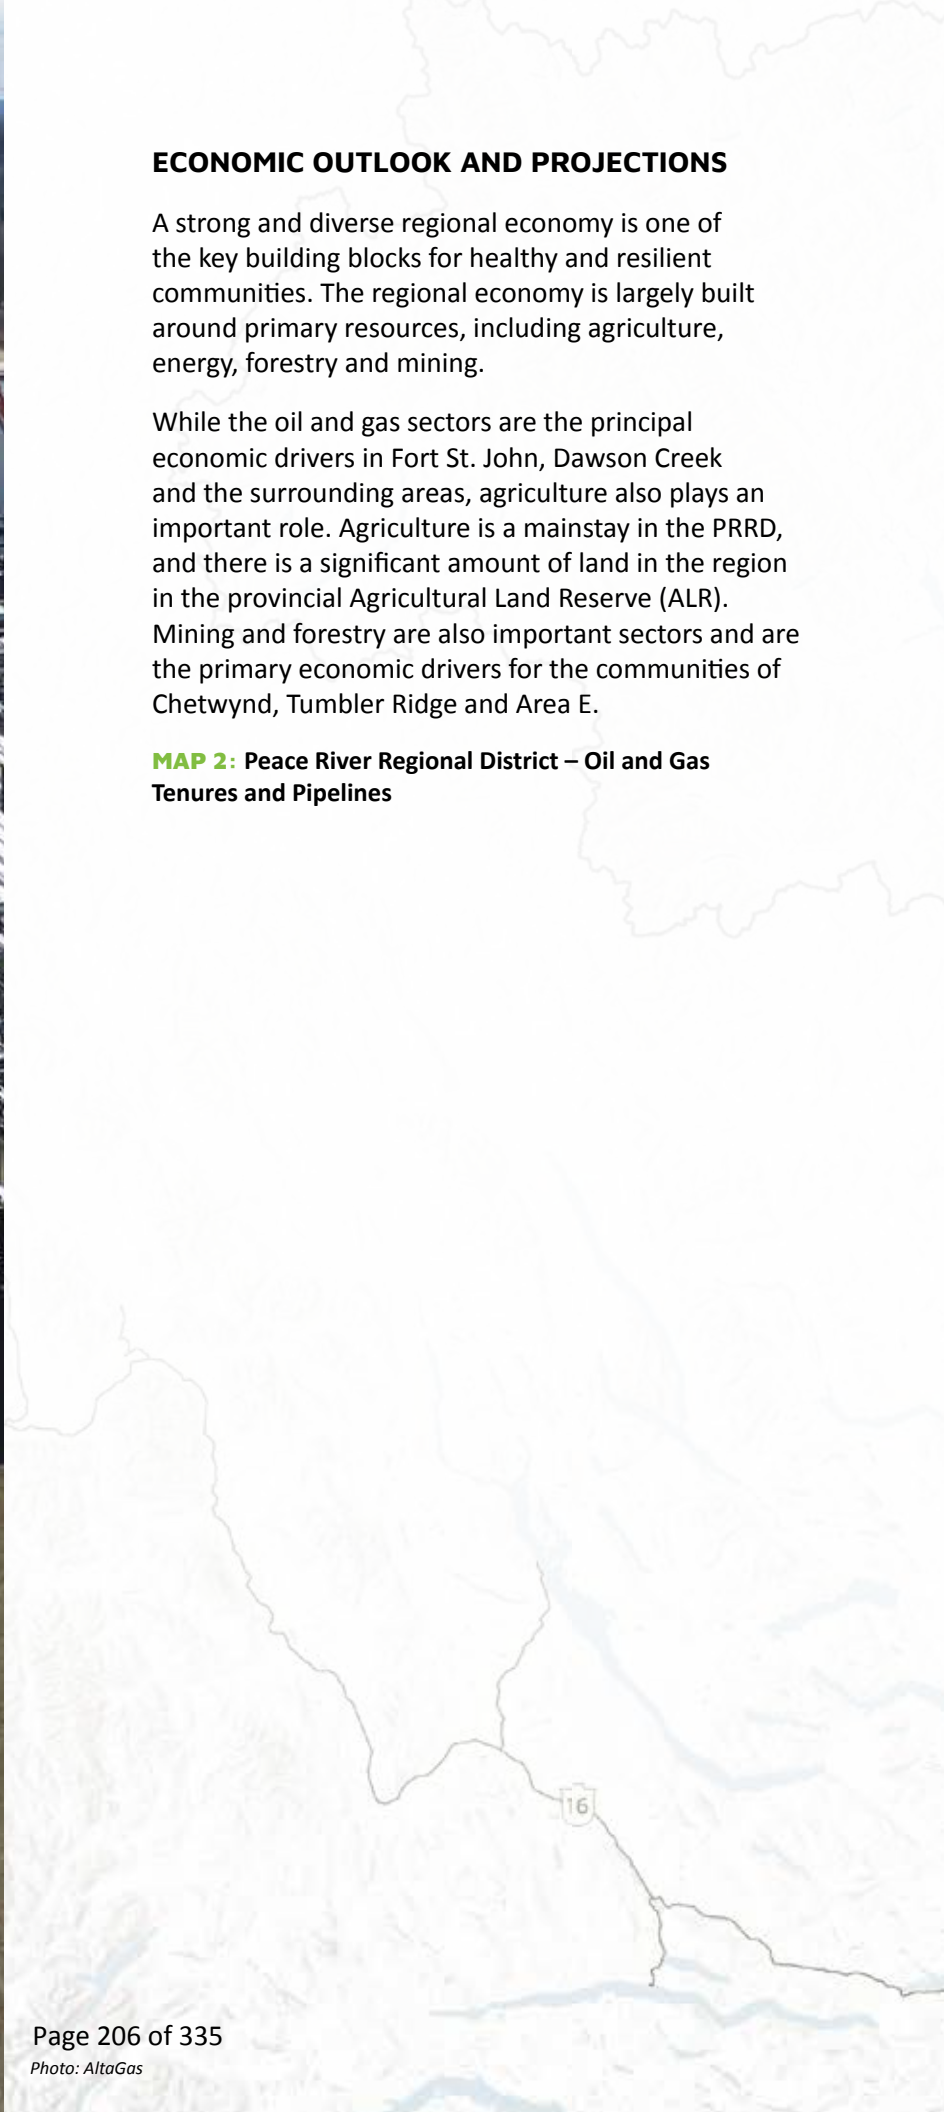 ECONOMIC OUTLOOK AND PROJECTIONS
A strong and diverse regional economy is one of
the key building blocks for healthy and resilient
communities. The regional economy is largely built
around primary resources, including agriculture,
energy, forestry and mining.
While the oil and gas sectors are the principal
economic drivers in Fort St. John, Dawson Creek
and the surrounding areas, agriculture also plays an
important role. Agriculture is a mainstay in the PRRD,
and there is a significant amount of land in the region
in the provincial Agricultural Land Reserve (ALR).
Mining and forestry are also important sectors and are
the primary economic drivers for the communities of
Chetwynd, Tumbler Ridge and Area E.
MAP 2: Peace River Regional District – Oil and Gas
Tenures and Pipelines
16
Page 206 of 335
Photo: AltaGas